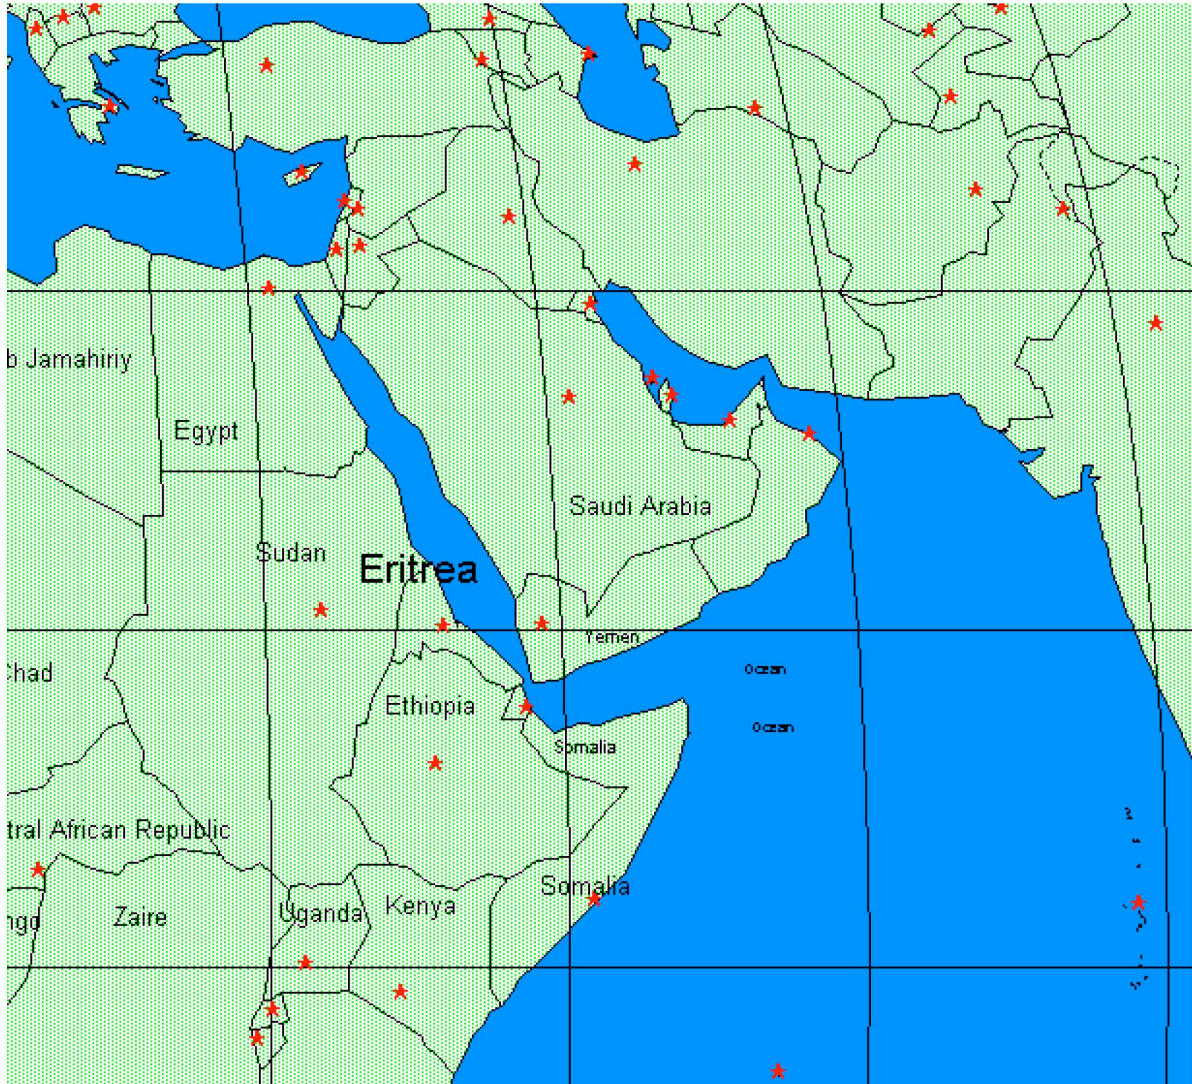 b Jamahiriy
Egypt
Saudi Arabia
Sudan
Eritrea
Yemen
Chad
Ocean
Ethiopia
Ocean
Somalia
tral African Republic
Somalia
Kenya
Uganda
Zaire
ngo